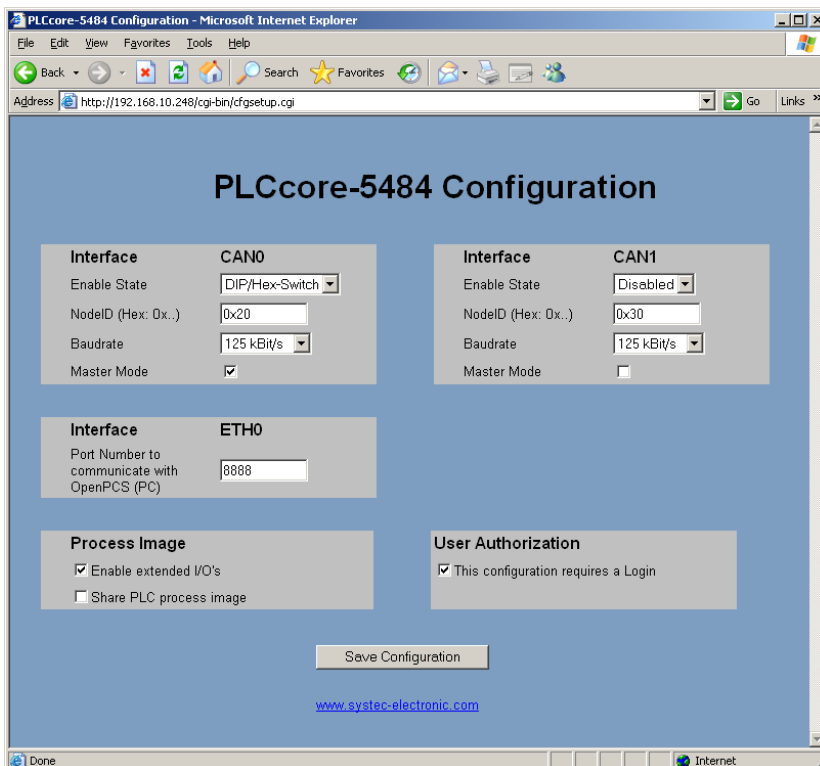 PLCcore-5484 Configuration - Microsoft Internet Explorer
File Edit View Favorites Tools Help
Back Search Favorites
Address http://192.168.10.248/cgi-bin/cfgsetup.cgi Go Links »
PLCcore-5484 Configuration
Interface CAN0
Enable State DIP/Hex-Switch
NodeID (Hex: 0x..) 0x20
Baudrate 125 kBit/s
Master Mode
Interface CAN1
Enable State Disabled
NodeID (Hex: 0x..) 0x30
Baudrate 125 kBit/s
Master Mode
Interface ETH0
Port Number to
communicate with 8888
OpenPCS (PC)
Process Image
Enable extended I/O's
Share PLC process image
User Authorization
This configuration requires a Login
Save Configuration
www.systec-electronic.com
Done Internet